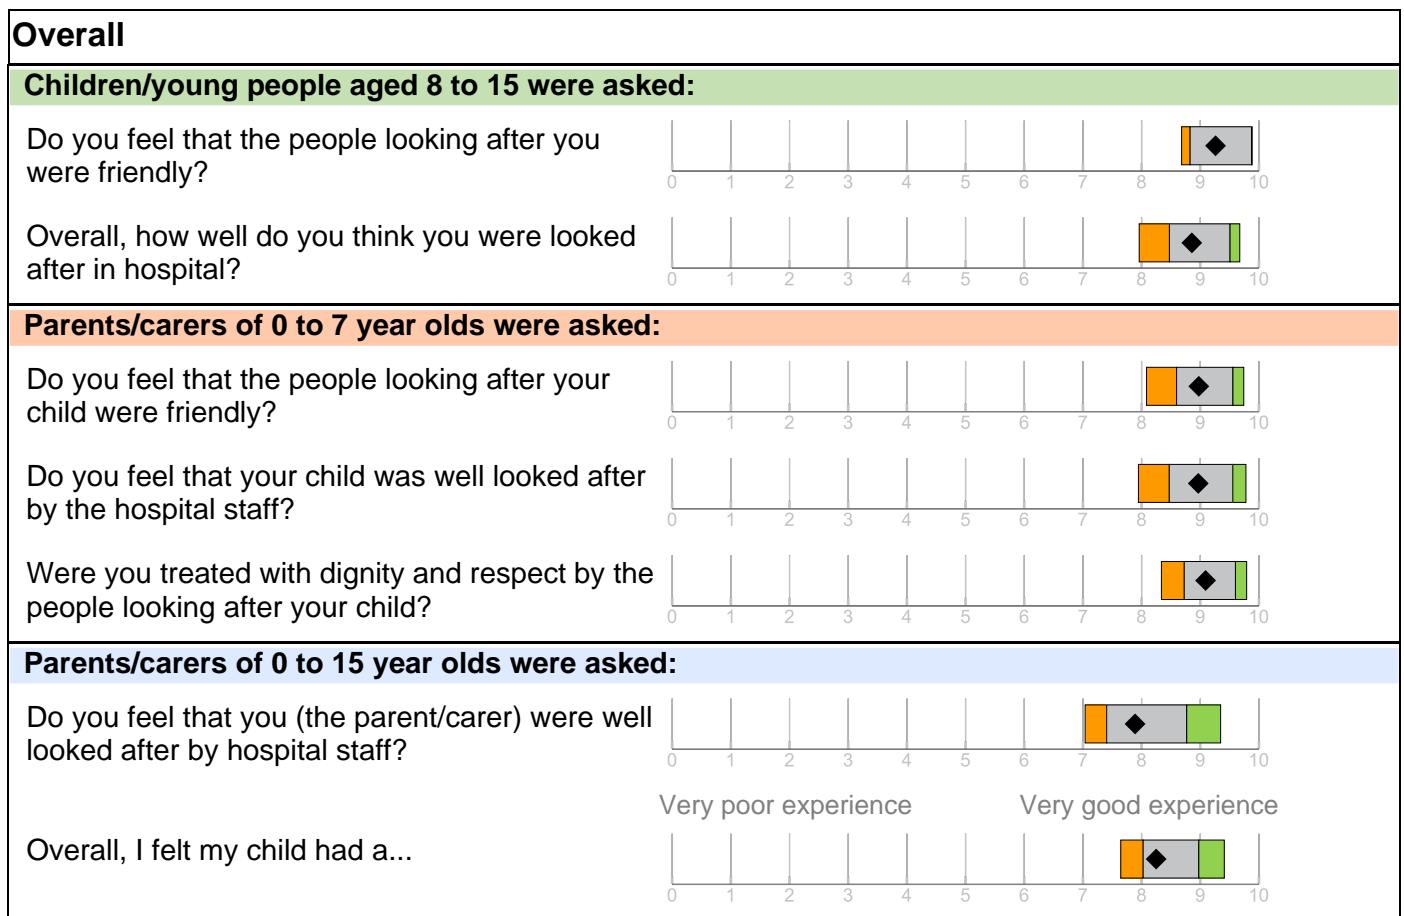 Overall
Children/young people aged 8 to 15 were asked:
Do you feel that the people looking after you
were friendly?
0 1 2 3 4 5 6 7 8 9 10
Overall, how well do you think you were looked
after in hospital?
0 1 2 3 4 5 6 7 8 9 10
Parents/carers of 0 to 7 year olds were asked:
Do you feel that the people looking after your
child were friendly?
0 1 2 3 4 5 6 7 8 9 10
Do you feel that your child was well looked after
by the hospital staff?
0 1 2 3 4 5 6 7 8 9 10
Were you treated with dignity and respect by the
people looking after your child?
0 1 2 3 4 5 6 7 8 9 10
Parents/carers of 0 to 15 year olds were asked:
Do you feel that you (the parent/carer) were well
looked after by hospital staff?
0 1 2 3 4 5 6 7 8 9 10
Very poor experience Very good experience
Overall, I felt my child had a...
0 1 2 3 4 5 6 7 8 9 10